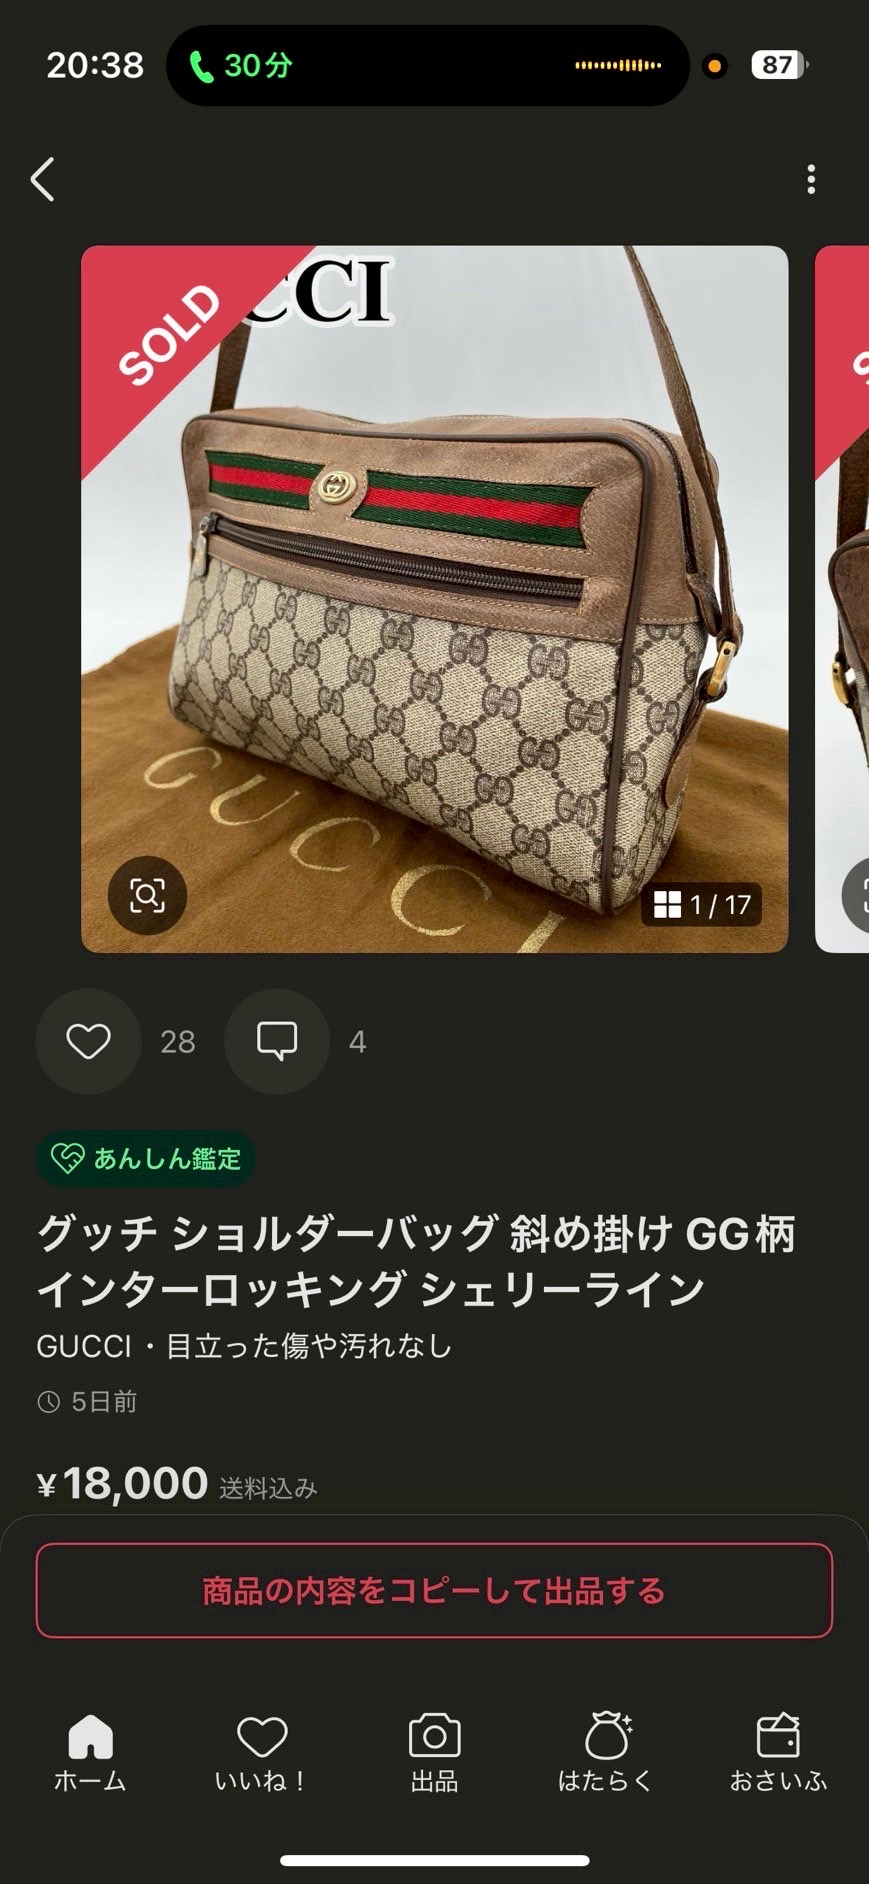 20:38
30分
87
SOLD
CCI
GUCCI
1 / 17
28
4
あんしん鑑定
グッチ ショルダーバッグ 斜め掛け GG柄
インターロッキング シェリーライン
GUCCI・目立った傷や汚れなし
5日前
¥18,000 送料込み
商品の内容をコピーして出品する
ホーム
いいね！
出品
はたらく
おさいふ